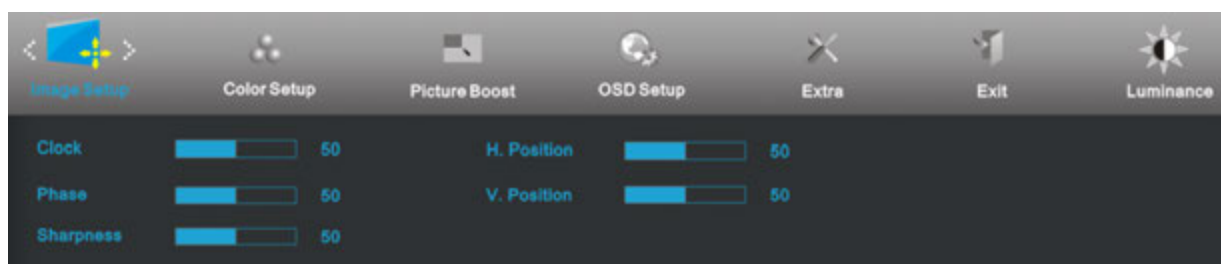 Image Setup
Color Setup
Picture Boost
OSD Setup
Extra
Exit
Luminance
Clock 50 H. Position 50
Phase 50 V. Position 50
Sharpness 50